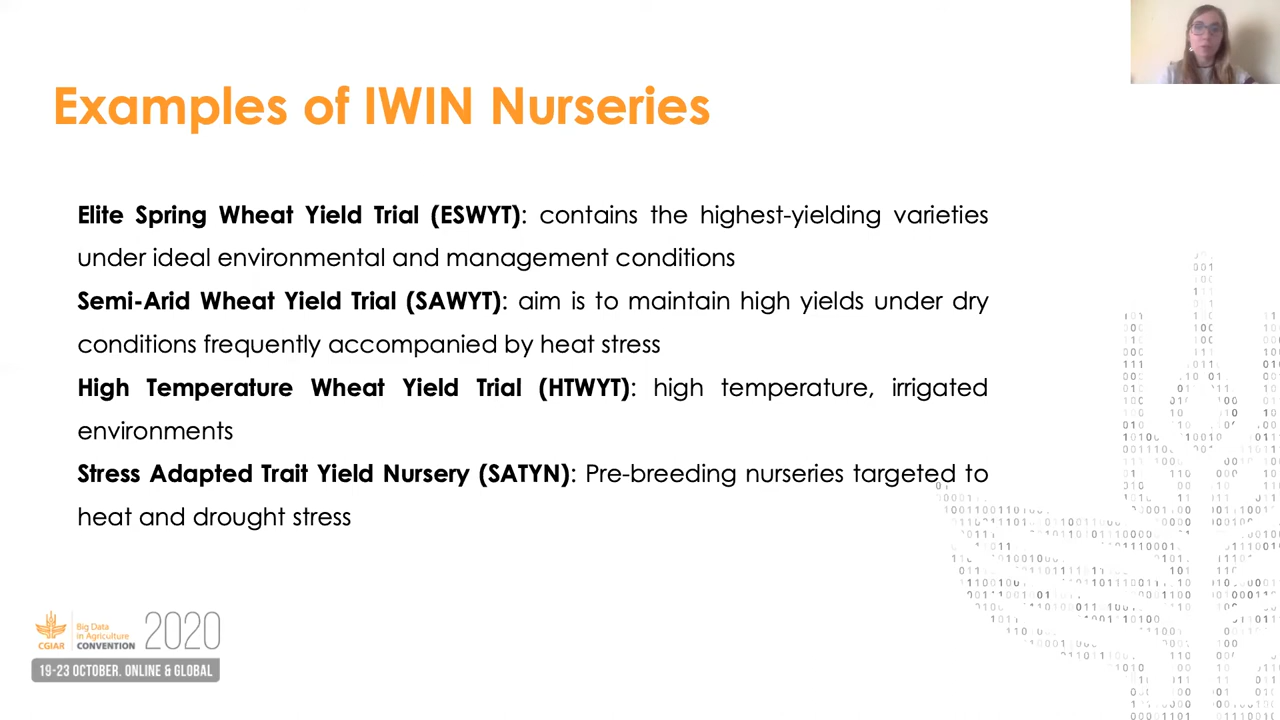 Examples of IWIN Nurseries
Elite Spring Wheat Yield Trial (ESWYT): contains the highest-yielding varieties
under ideal environmental and management conditions
Semi-Arid Wheat Yield Trial (SAWYT): aim is to maintain high yields under dry
conditions frequently accompanied by heat stress
High Temperature Wheat Yield Trial (HTWYT): high temperature, irrigated
environments
Stress Adapted Trait Yield Nursery (SATYN): Pre-breeding nurseries targeted to
heat and drought stress
CGIAR
Big Data
in Agriculture
CONVENTION
2020
19-23 OCTOBER. ONLINE & GLOBAL